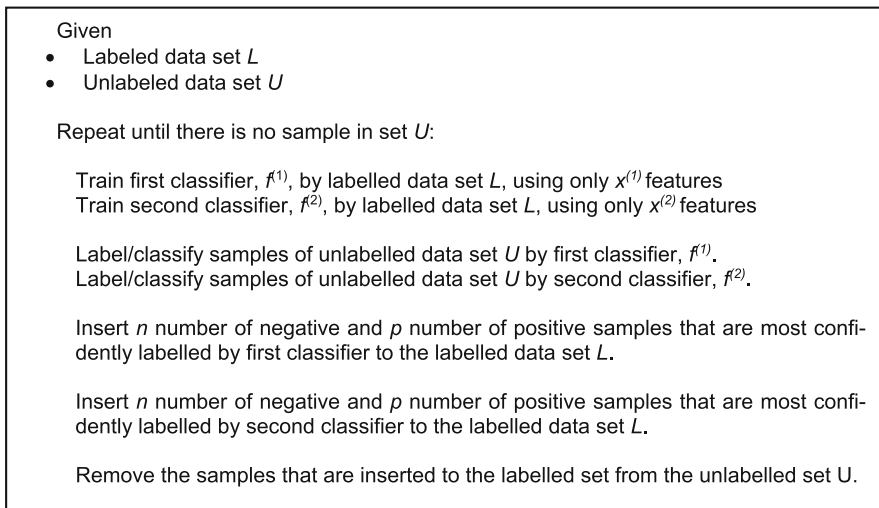 Given
• Labeled data set L
• Unlabeled data set U
Repeat until there is no sample in set U:
Train first classifier, f(1), by labelled data set L, using only x(1) features
Train second classifier, f(2), by labelled data set L, using only x(2) features
Label/classify samples of unlabelled data set U by first classifier, f(1).
Label/classify samples of unlabelled data set U by second classifier, f(2).
Insert n number of negative and p number of positive samples that are most confi-
dently labelled by first classifier to the labelled data set L.
Insert n number of negative and p number of positive samples that are most confi-
dently labelled by second classifier to the labelled data set L.
Remove the samples that are inserted to the labelled set from the unlabelled set U.